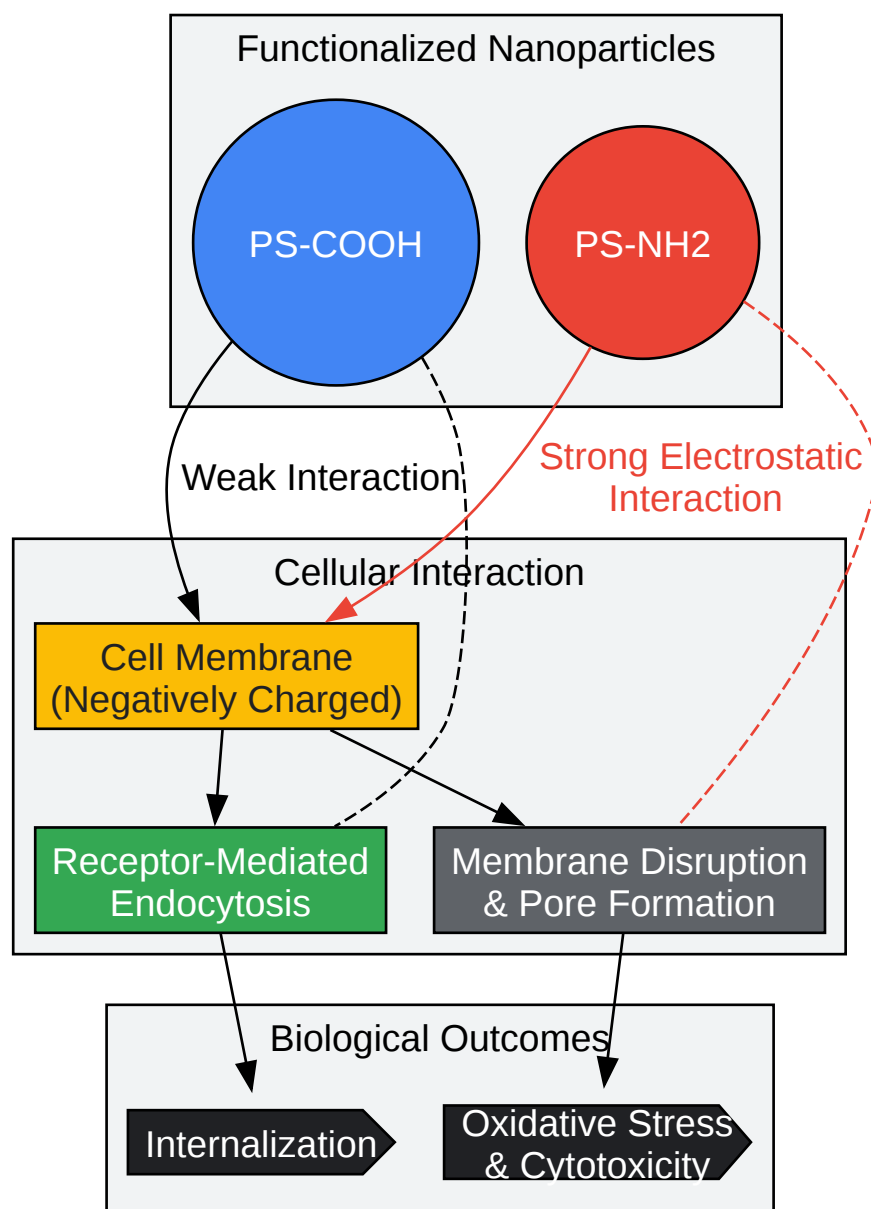 Functionalized Nanoparticles
PS-COOH
PS-NH2
Weak Interaction
Strong Electrostatic
Interaction
Cellular Interaction
Cell Membrane
(Negatively Charged)
Receptor-Mediated
Endocytosis
Membrane Disruption
& Pore Formation
Biological Outcomes
Internalization
Oxidative Stress
& Cytotoxicity